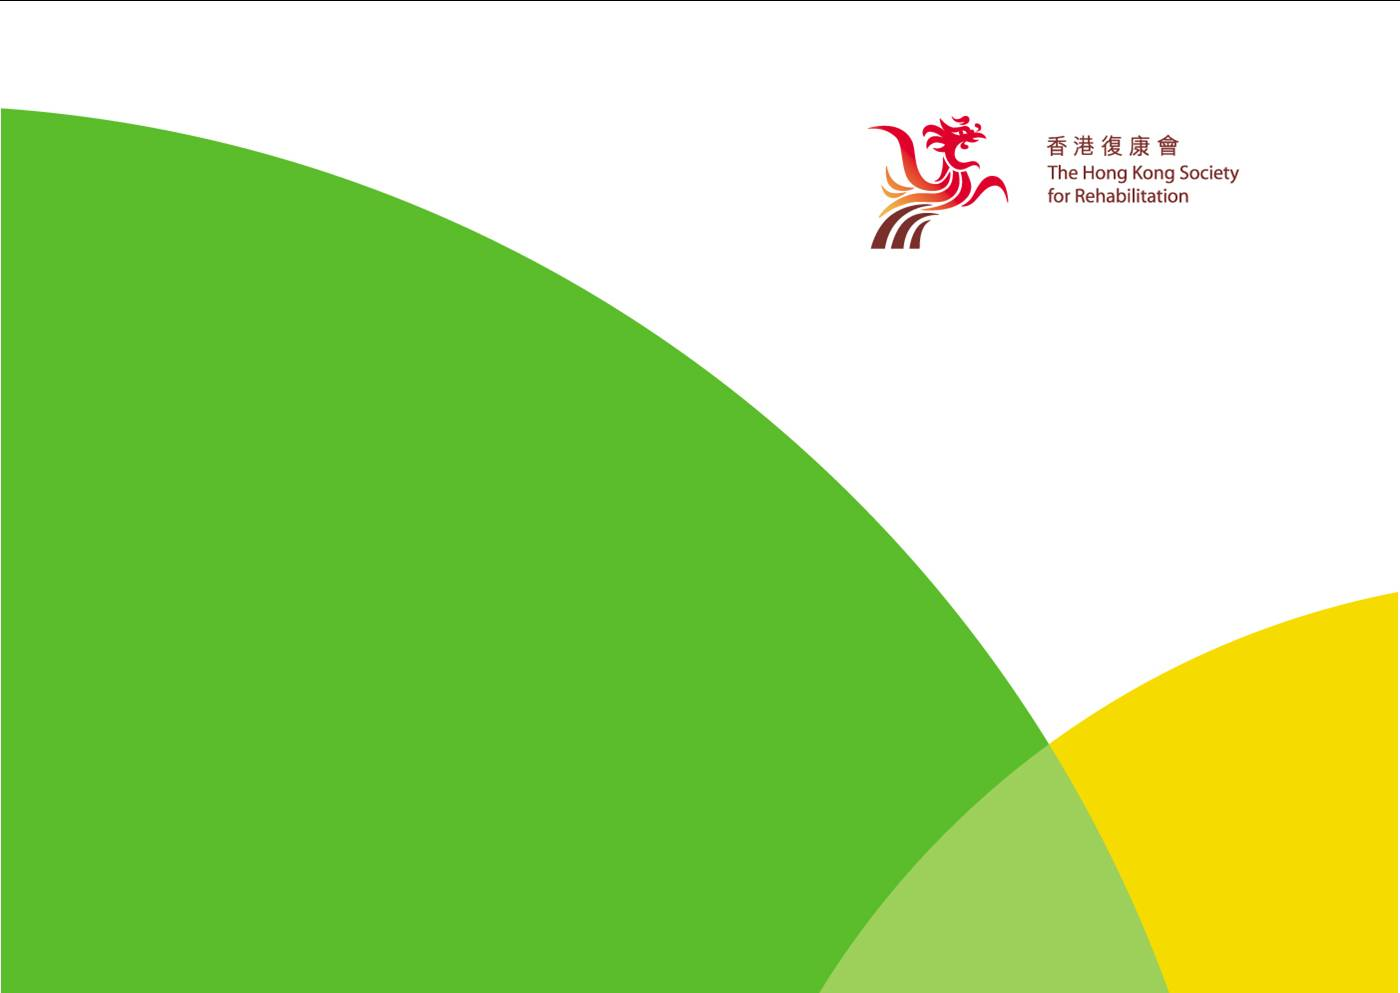 香港復康會
The Hong Kong Society
for Rehabilitation